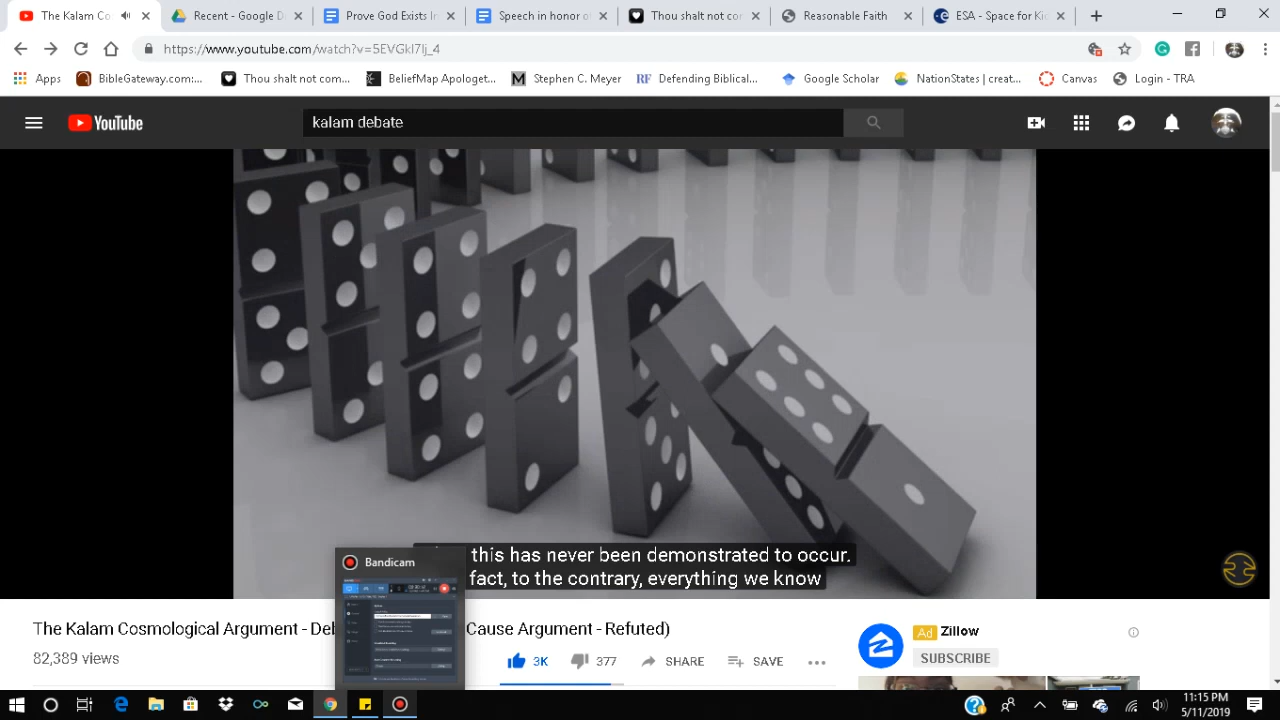 The Kalam Co
Recent - Google D
Prove God Exists In
Speech in honor o
Thou shalt not
Reasonable Faith
ESA - Space for Ki
https://www.youtube.com/watch?v=5EVGkI7Ij_4
Apps
BibleGateway.com...
Thou shalt not com...
BeliefMap Apologet...
Stephen C. Meyer
Defending Biblical...
Google Scholar
NationStates | creat...
Canvas
Login - TRA
YouTube
kalam debate
this has never been demonstrated to occur.
fact, to the contrary, everything we know
Bandicam
The Kalam Cosmological Argument - De
Cause Argument - Refuted)
82,389 views
3K
377
SHARE
SAVE
Ad Zillow
SUBSCRIBE
11:15 PM
5/11/2019